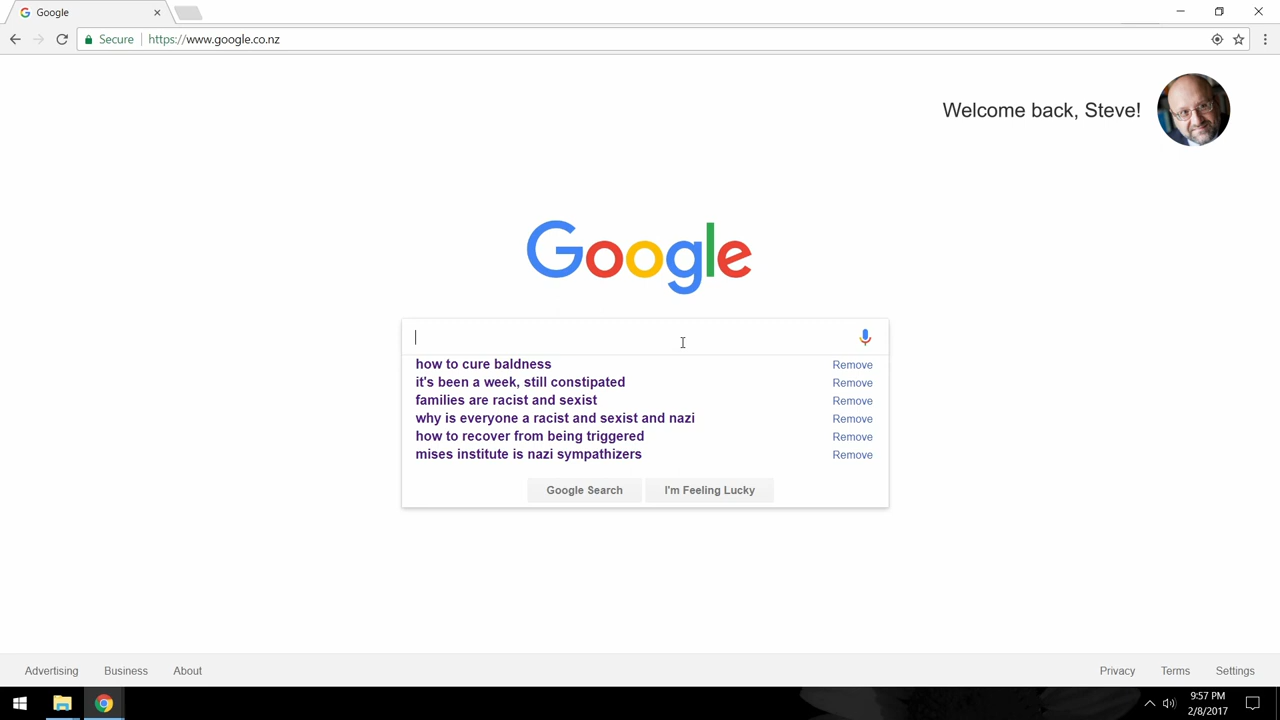 Google
Secure https://www.google.co.nz
Welcome back, Steve!
Google
how to cure baldness Remove
it's been a week, still constipated Remove
families are racist and sexist Remove
why is everyone a racist and sexist and nazi Remove
how to recover from being triggered Remove
mises institute is nazi sympathizers Remove
Google Search I'm Feeling Lucky
Advertising Business About Privacy Terms Settings
9:57 PM
2/8/2017